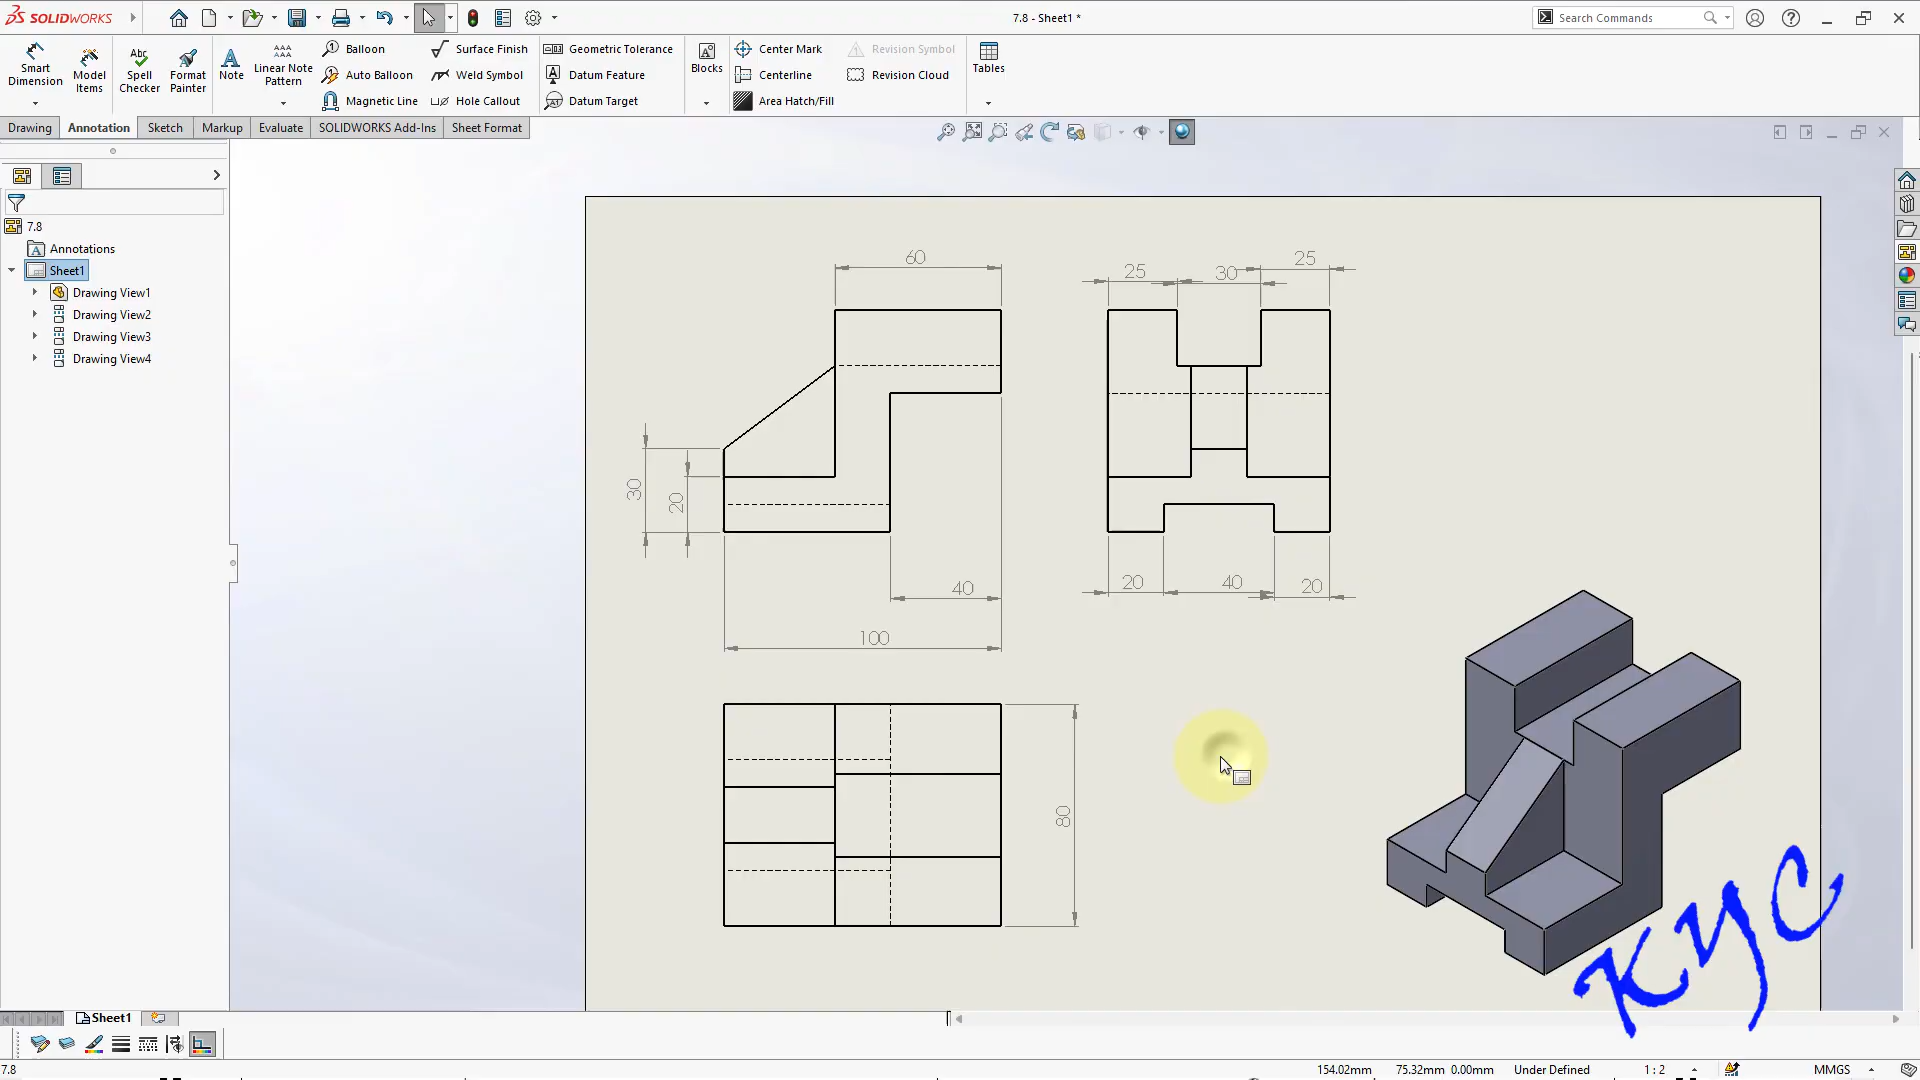 SOLIDWORKS
7.8 - Sheet1 *
Search Commands
Smart Dimension
Model Items
Spell Checker
Format Painter
Note
Linear Note Pattern
Balloon
Auto Balloon
Magnetic Line
Surface Finish
Weld Symbol
Hole Callout
Geometric Tolerance
Datum Feature
Datum Target
Blocks
Center Mark
Centerline
Area Hatch/Fill
Revision Symbol
Revision Cloud
Tables
Drawing
Annotation
Sketch
Markup
Evaluate
SOLIDWORKS Add-Ins
Sheet Format
7.8
Annotations
Sheet1
Drawing View1
Drawing View2
Drawing View3
Drawing View4
60
30
20
40
100
25
30
25
20
40
20
80
KYC
Sheet1
7.8
154.02mm
75.32mm
0.00mm
Under Defined
1 : 2
MMGS